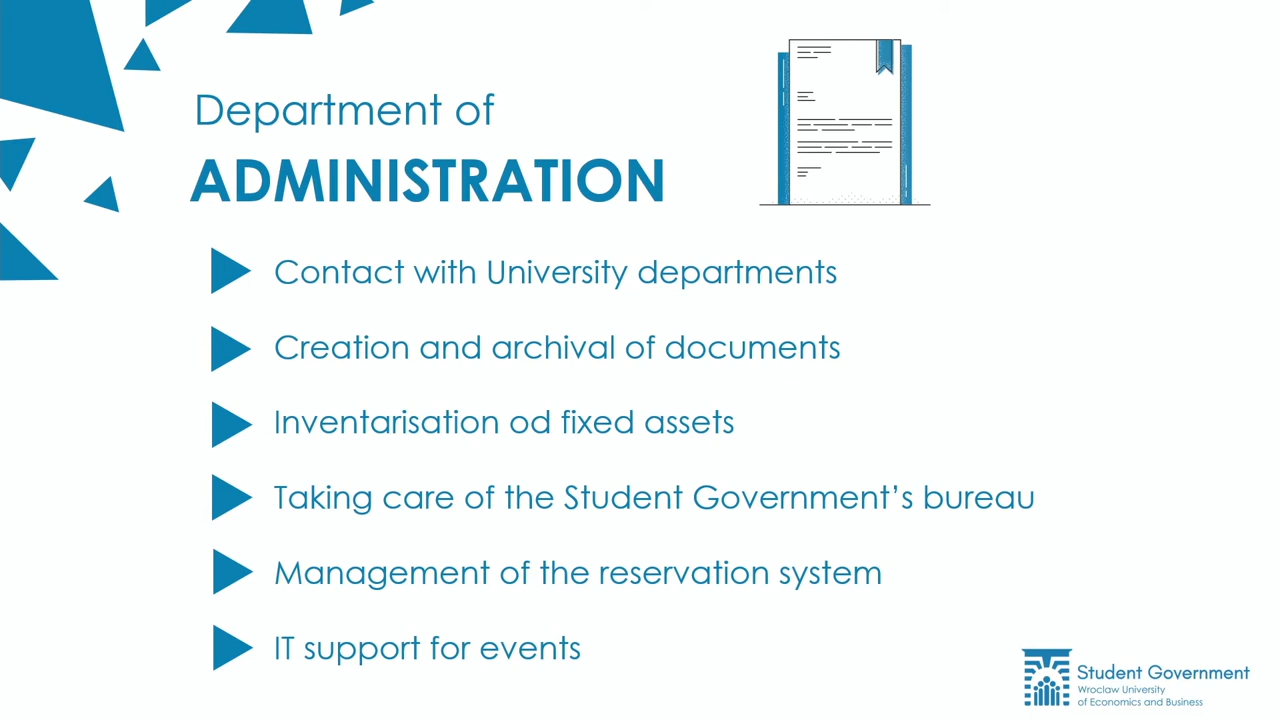 Department of
ADMINISTRATION
Contact with University departments
Creation and archival of documents
Inventarisation od fixed assets
Taking care of the Student Government’s bureau
Management of the reservation system
IT support for events
Student Government
Wroclaw University
of Economics and Business